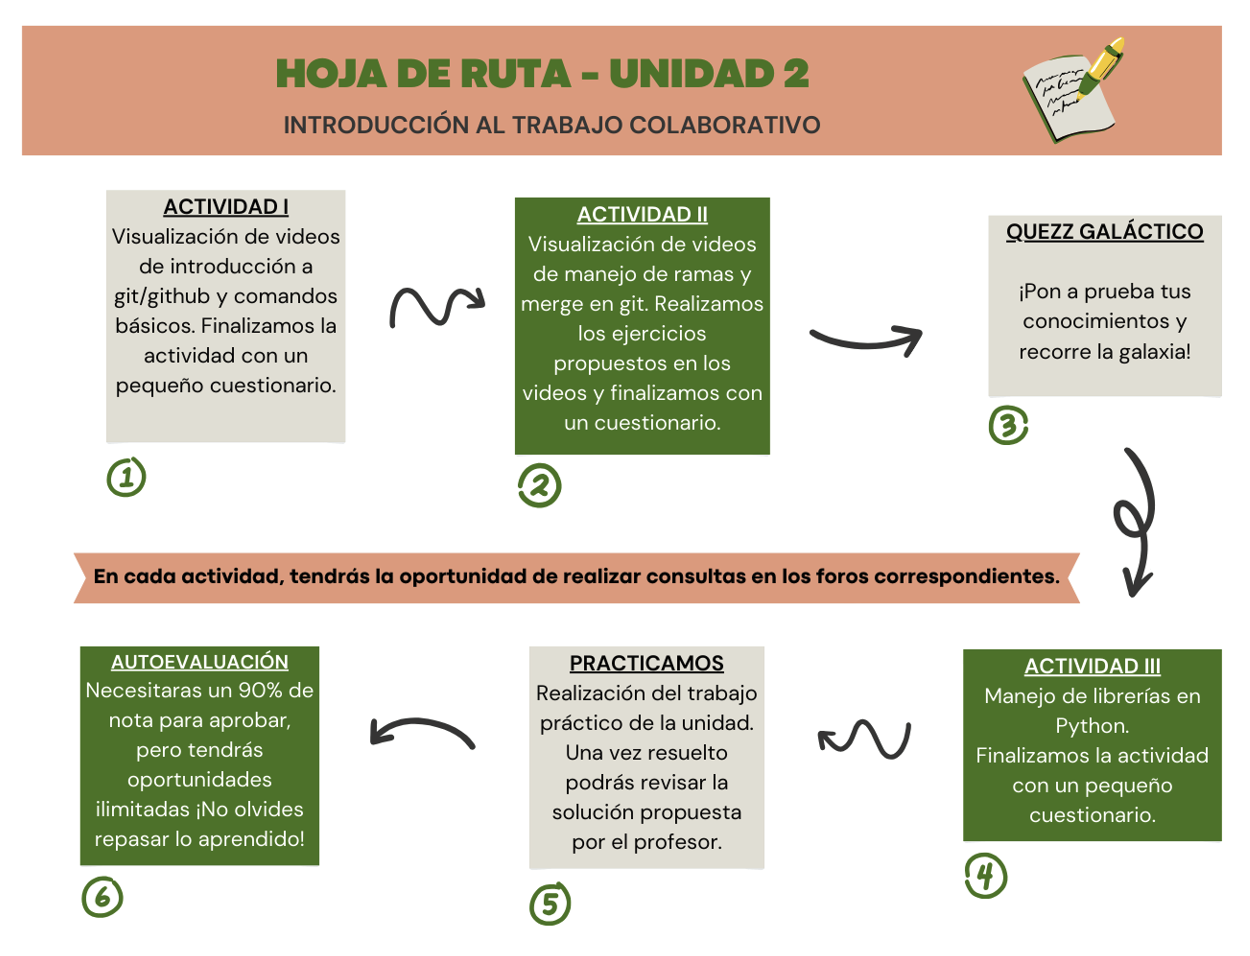 HOJA DE RUTA - UNIDAD 2
INTRODUCCIÓN AL TRABAJO COLABORATIVO
ACTIVIDAD I
Visualización de videos
de introducción a
git/github y comandos
básicos. Finalizamos la
actividad con un
pequeño cuestionario.
1
ACTIVIDAD II
Visualización de videos
de manejo de ramas y
merge en git. Realizamos
los ejercicios
propuestos en los
videos y finalizamos con
un cuestionario.
2
QUEZZ GALÁCTICO
¡Pon a prueba tus
conocimientos y
recorre la galaxia!
3
En cada actividad, tendrás la oportunidad de realizar consultas en los foros correspondientes.
ACTIVIDAD III
Manejo de librerías en
Python.
Finalizamos la actividad
con un pequeño
cuestionario.
4
PRACTICAMOS
Realización del trabajo
práctico de la unidad.
Una vez resuelto
podrás revisar la
solución propuesta
por el profesor.
5
AUTOEVALUACIÓN
Necesitaras un 90% de
nota para aprobar,
pero tendrás
oportunidades
ilimitadas ¡No olvides
repasar lo aprendido!
6